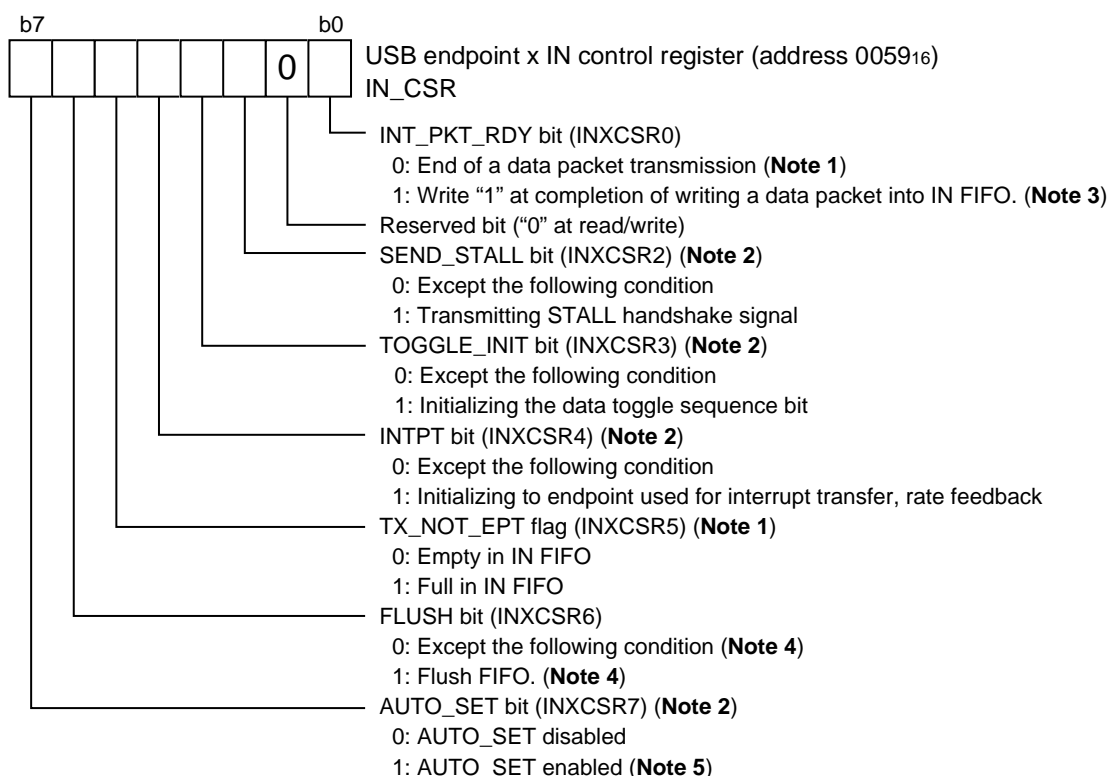 b7 b0
0
USB endpoint x IN control register (address 005916)
IN_CSR
INT_PKT_RDY bit (INXCSR0)
0: End of a data packet transmission (Note 1)
1: Write “1” at completion of writing a data packet into IN FIFO. (Note 3)
Reserved bit (“0” at read/write)
SEND_STALL bit (INXCSR2) (Note 2)
0: Except the following condition
1: Transmitting STALL handshake signal
TOGGLE_INIT bit (INXCSR3) (Note 2)
0: Except the following condition
1: Initializing the data toggle sequence bit
INTPT bit (INXCSR4) (Note 2)
0: Except the following condition
1: Initializing to endpoint used for interrupt transfer, rate feedback
TX_NOT_EPT flag (INXCSR5) (Note 1)
0: Empty in IN FIFO
1: Full in IN FIFO
FLUSH bit (INXCSR6)
0: Except the following condition (Note 4)
1: Flush FIFO. (Note 4)
AUTO_SET bit (INXCSR7) (Note 2)
0: AUTO_SET disabled
1: AUTO_SET enabled (Note 5)